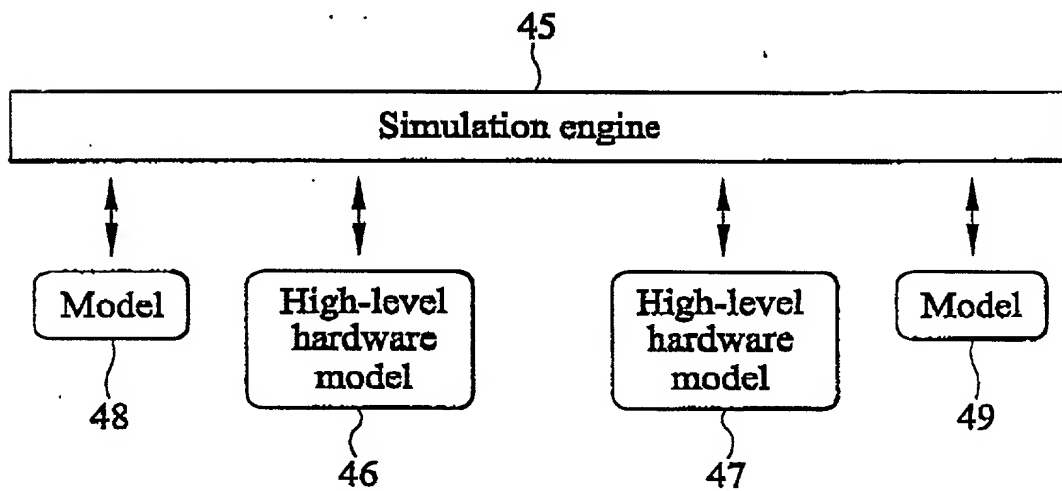 45
Simulation engine
Model
High-level
hardware
model
High-level
hardware
model
Model
48
46
47
49